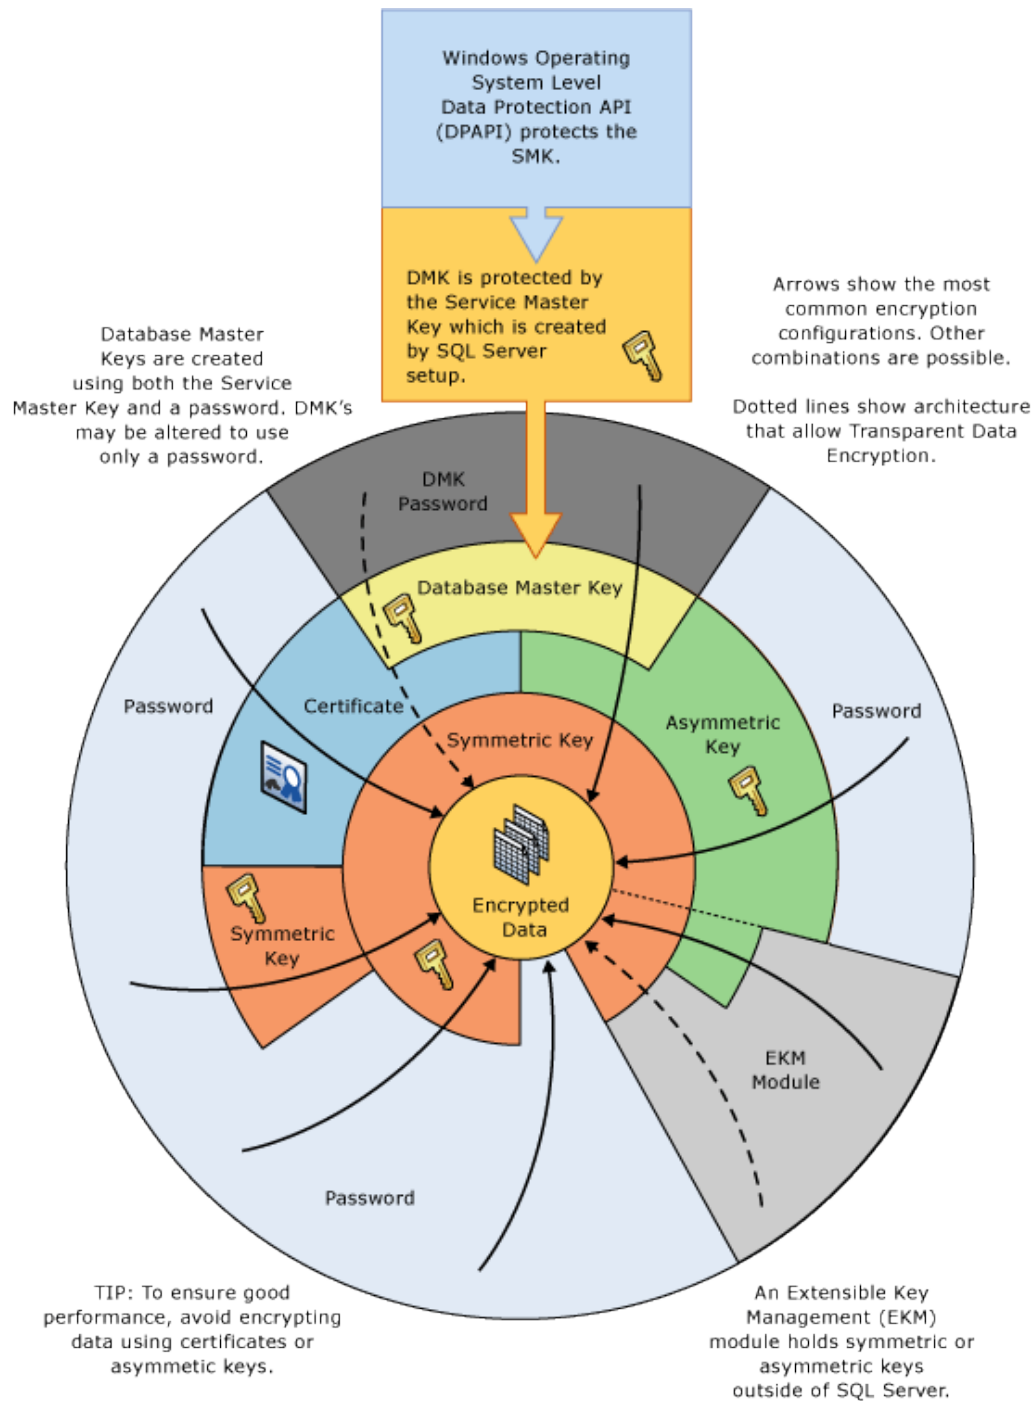 Windows Operating
System Level
Data Protection API
(DPAPI) protects the
SMK.
DMK is protected by
the Service Master
Key which is created
by SQL Server
setup.
Database Master
Keys are created
using both the Service
Master Key and a password. DMK's
may be altered to use
only a password.
Arrows show the most
common encryption
configurations. Other
combinations are possible.
Dotted lines show architecture
that allow Transparent Data
Encryption.
DMK
Password
Database Master Key
Password
Certificate
Symmetric Key
Asymmetric
Key
Password
Encrypted
Data
Symmetric
Key
EKM
Module
Password
TIP: To ensure good
performance, avoid encrypting
data using certificates or
asymmetic keys.
An Extensible Key
Management (EKM)
module holds symmetric or
asymmetric keys
outside of SQL Server.